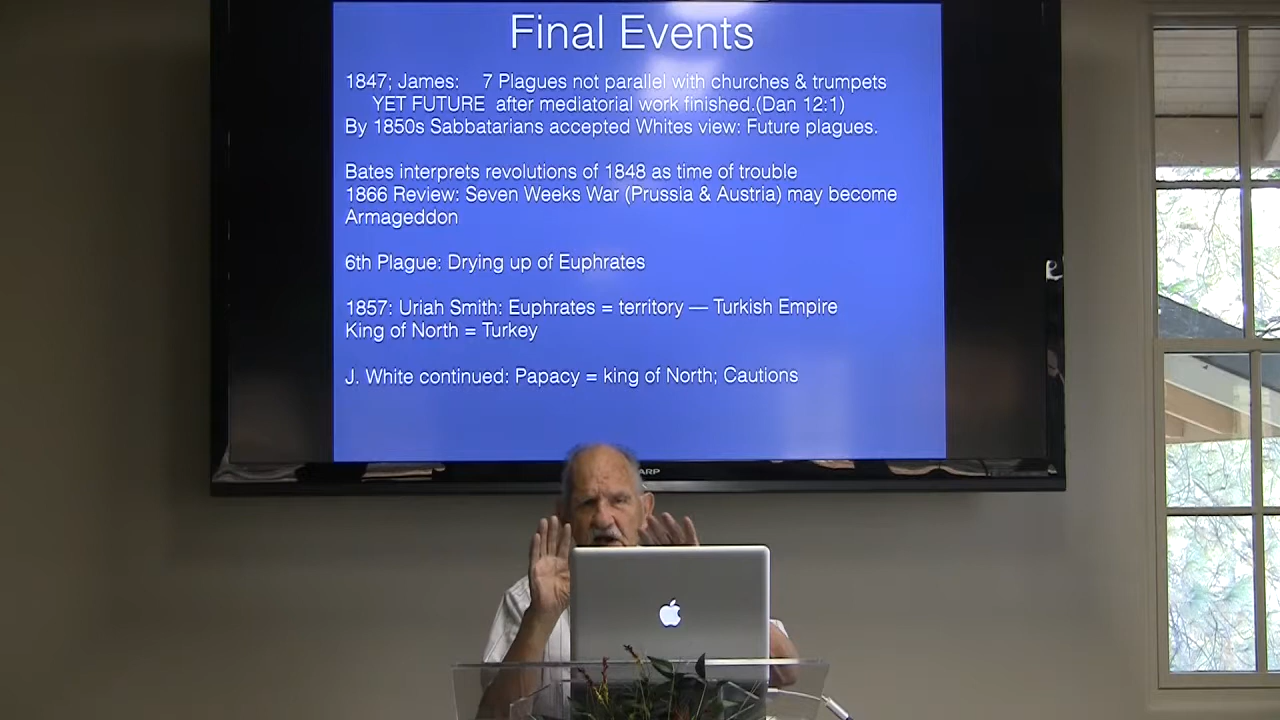 Final Events
1847; James: 7 Plagues not parallel with churches & trumpets
YET FUTURE after mediatorial work finished.(Dan 12:1)
By 1850s Sabbatarians accepted Whites view: Future plagues.
Bates interprets revolutions of 1848 as time of trouble
1866 Review: Seven Weeks War (Prussia & Austria) may become
Armageddon
6th Plague: Drying up of Euphrates
1857: Uriah Smith: Euphrates = territory — Turkish Empire
King of North = Turkey
J. White continued: Papacy = king of North; Cautions